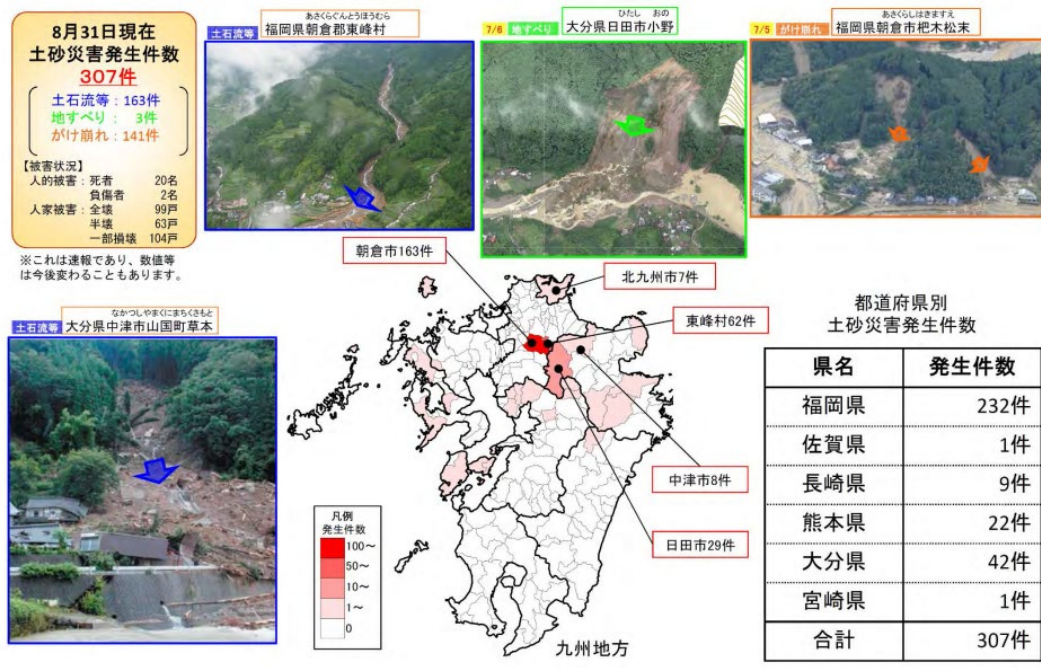 8月31日現在
土砂災害発生件数
307件
土石流等：163件
地すべり： 3件
がけ崩れ：141件
【被害状況】
人的被害：死者 20名
負傷者 2名
人家被害：全壊 99戸
半壊 63戸
一部損壊 104戸
※これは速報であり、数値等
は今後変わることもあります。
あさくらぐんとうほうむら
土石流等 福岡県朝倉郡東峰村
ひたし おの
7/6 地すべり 大分県日田市小野
あさくらしはきますえ
7/5 がけ崩れ 福岡県朝倉市杷木松末
なかつしやまくにまちくさもと
土石流等 大分県中津市山国町草本
朝倉市163件
北九州市7件
東峰村62件
中津市8件
日田市29件
凡例
発生件数
100～
50～
10～
1～
0
九州地方
都道府県別
土砂災害発生件数
県名 発生件数
福岡県 232件
佐賀県 1件
長崎県 9件
熊本県 22件
大分県 42件
宮崎県 1件
合計 307件